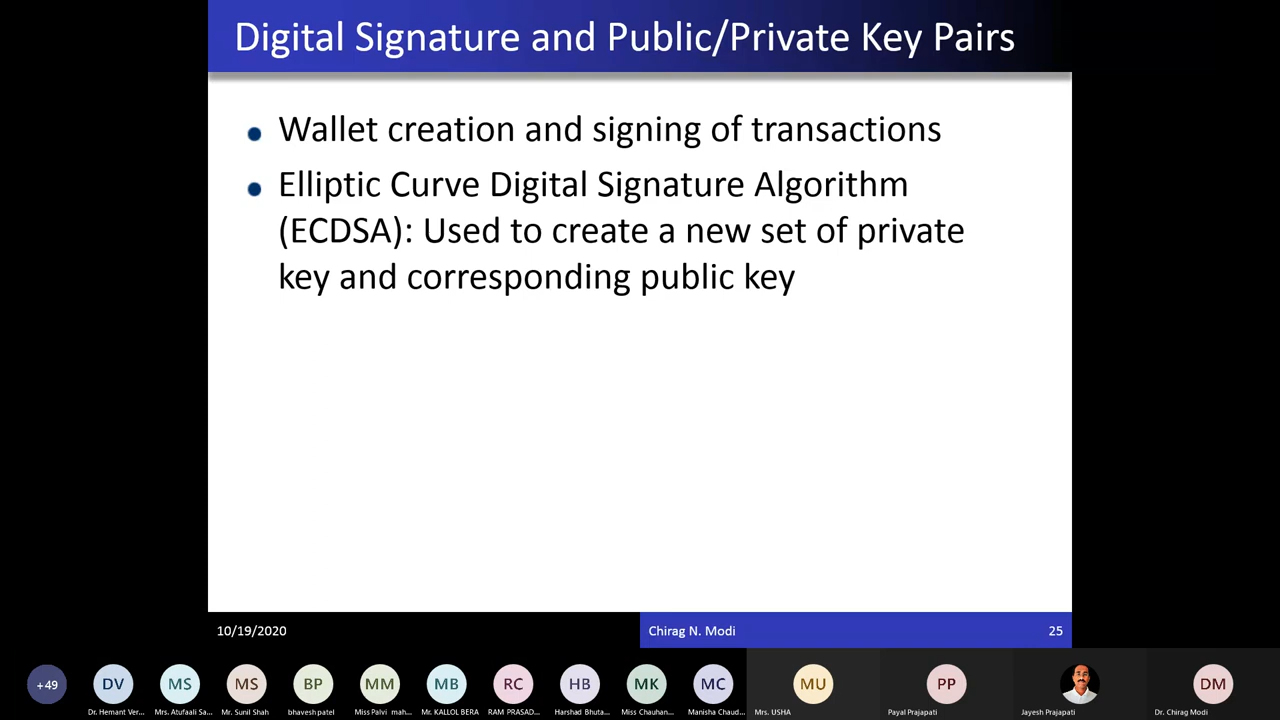 Digital Signature and Public/Private Key Pairs
Wallet creation and signing of transactions
Elliptic Curve Digital Signature Algorithm
(ECDSA): Used to create a new set of private
key and corresponding public key
10/19/2020
Chirag N. Modi
25
+49
DV
MS
MS
BP
MM
MB
RC
HB
MK
MC
MU
PP
DM
Dr. Hemant Ver...
Mrs. Atufaali Sa...
Mr. Sunil Shah
bhavesh patel
Miss Palvi mah...
Mr. KALLOL BERA
RAM PRASAD...
Harshad Bhuta...
Miss Chauhan...
Manisha Chaud...
Mrs. USHA
Payal Prajapati
Jayesh Prajapati
Dr. Chirag Modi